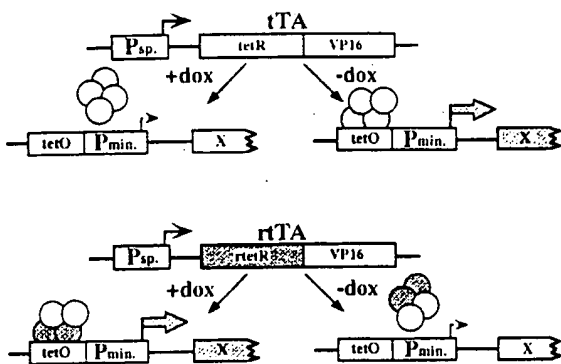 tTA
Psp. tetR VP16
+dox -dox
tetO Pmin. X tetO Pmin. X
rtTA
Psp. rtetR VP16
+dox -dox
tetO Pmin. X tetO Pmin. X